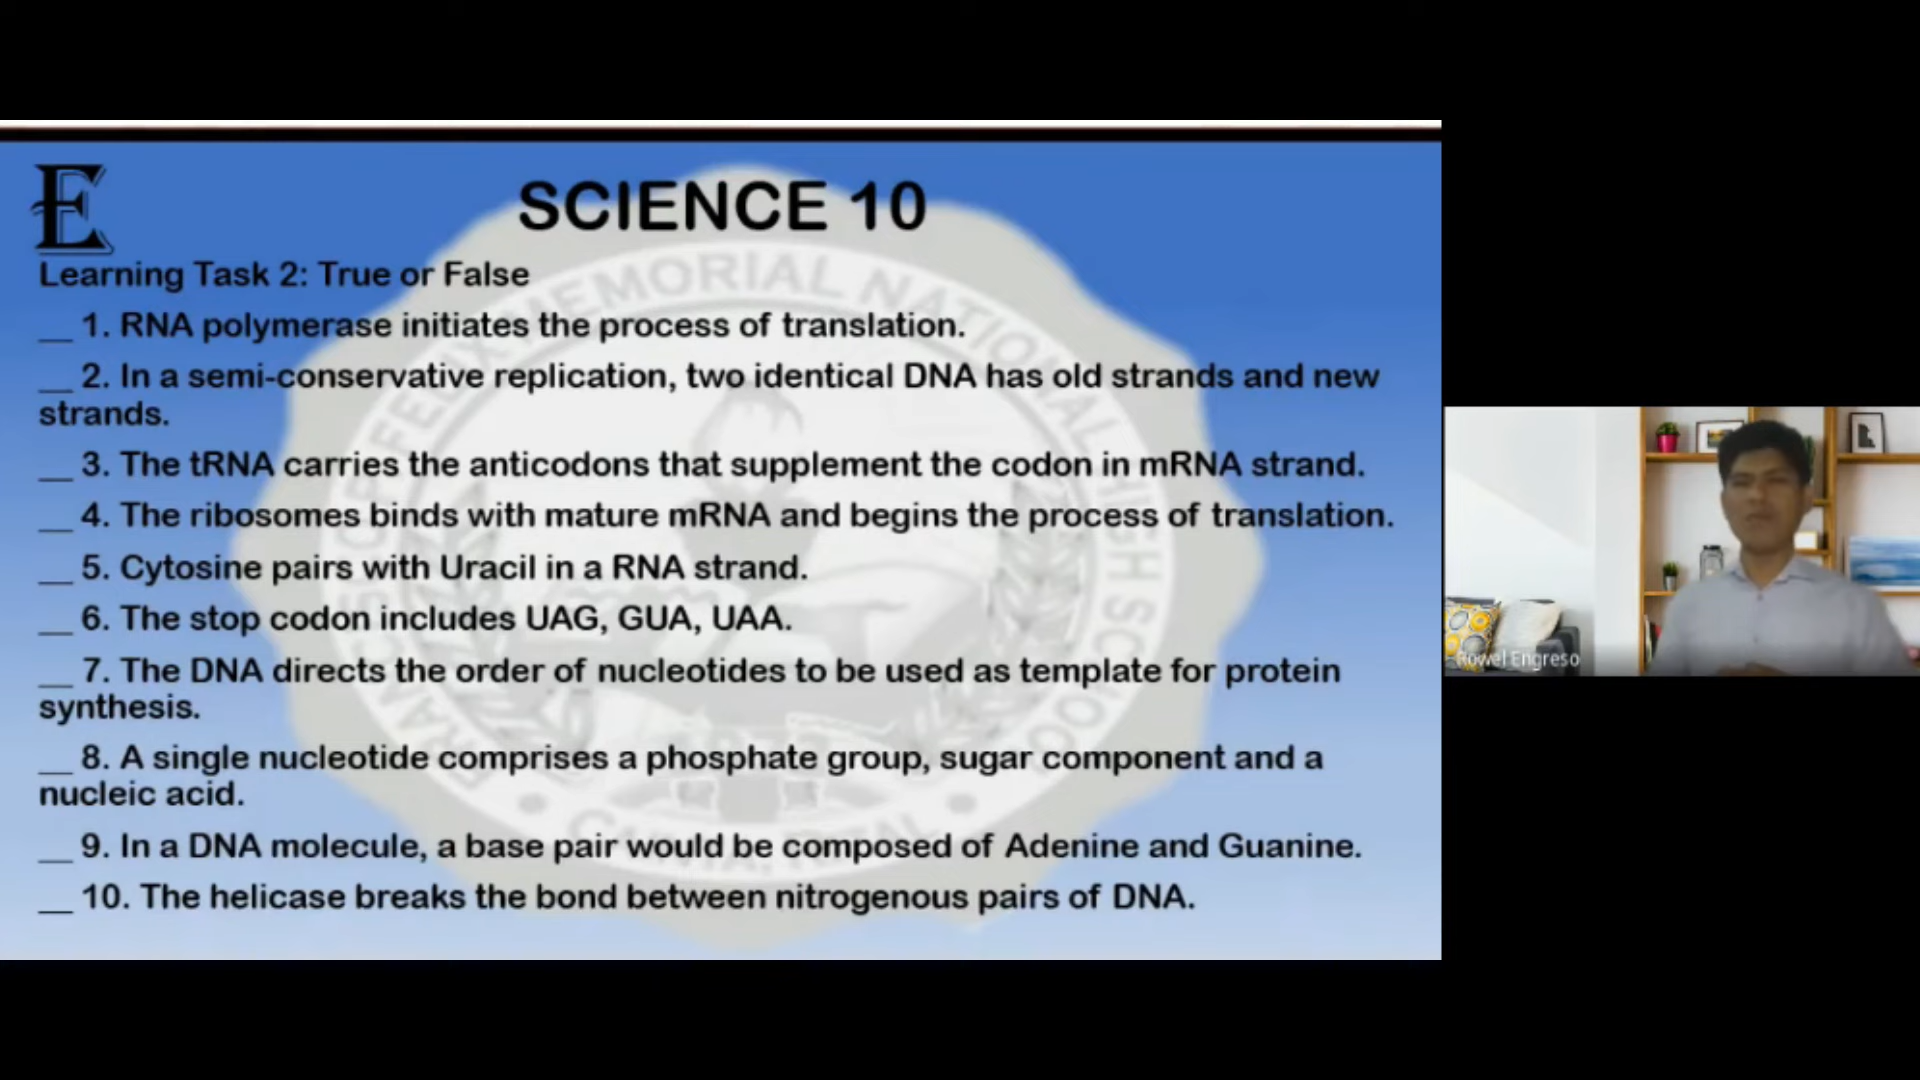 E
SCIENCE 10
Learning Task 2: True or False
__ 1. RNA polymerase initiates the process of translation.
__ 2. In a semi-conservative replication, two identical DNA has old strands and new
strands.
__ 3. The tRNA carries the anticodons that supplement the codon in mRNA strand.
__ 4. The ribosomes binds with mature mRNA and begins the process of translation.
__ 5. Cytosine pairs with Uracil in a RNA strand.
__ 6. The stop codon includes UAG, GUA, UAA.
__ 7. The DNA directs the order of nucleotides to be used as template for protein
synthesis.
__ 8. A single nucleotide comprises a phosphate group, sugar component and a
nucleic acid.
__ 9. In a DNA molecule, a base pair would be composed of Adenine and Guanine.
__ 10. The helicase breaks the bond between nitrogenous pairs of DNA.
MEMORIAL NATIONAL HIGH SCHOOL
Rowel Engreso